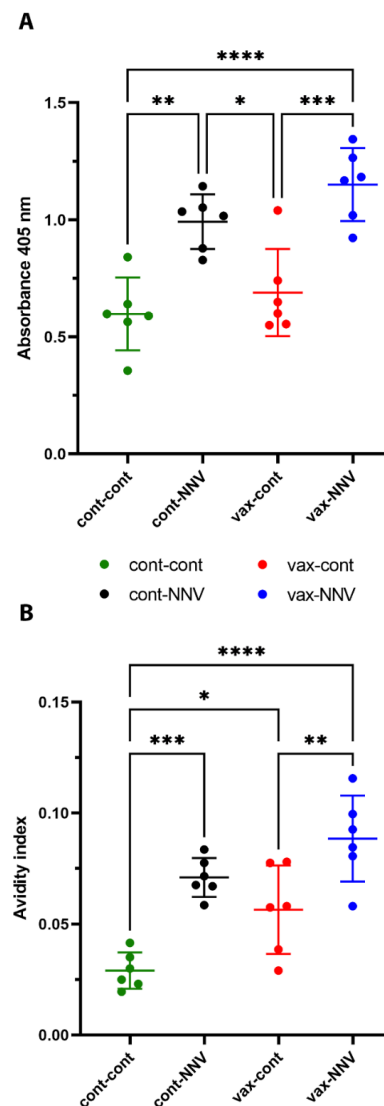 A
****
** * ***
Absorbance 405 nm
1.5
1.0
0.5
0.0
cont-cont
cont-NNV
vax-cont
vax-NNV
cont-cont vax-cont
cont-NNV vax-NNV
B
****
*
*** **
Avidity index
0.15
0.10
0.05
0.00
cont-cont
cont-NNV
vax-cont
vax-NNV